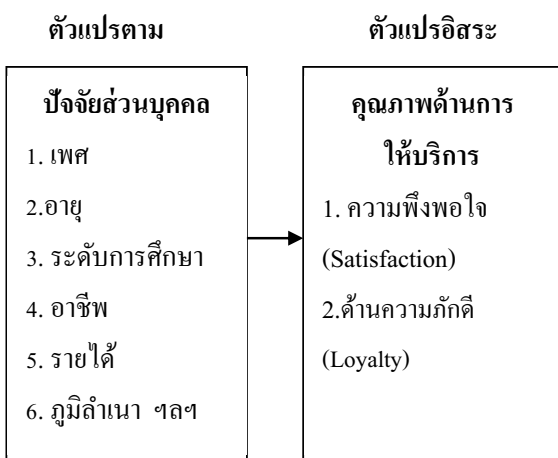 ตัวแปรตาม
ปัจจัยส่วนบุคคล
1. เพศ
2.อายุ
3. ระดับการศึกษา
4. อาชีพ
5. รายได้
6. ภูมิลำเนา ฯลฯ
ตัวแปรอิสระ
คุณภาพด้านการ
ให้บริการ
1. ความพึงพอใจ
(Satisfaction)
2.ด้านความภักดี
(Loyalty)